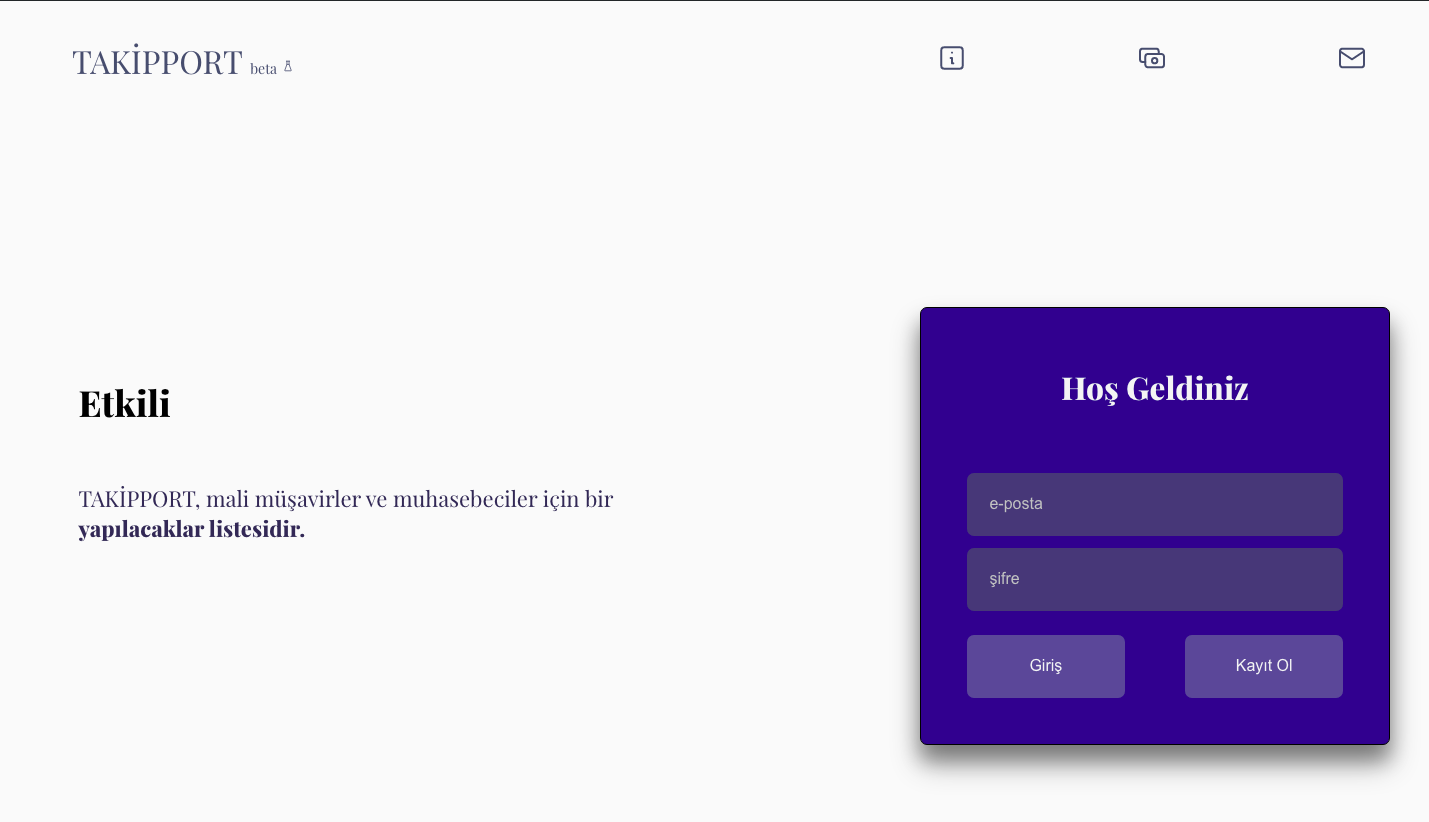 TAKİPPORT beta
Etkili
TAKİPPORT, mali müşavirler ve muhasebeciler için bir
yapılacaklar listesidir.
Hoş Geldiniz
e-posta
şifre
Giriş
Kayıt Ol